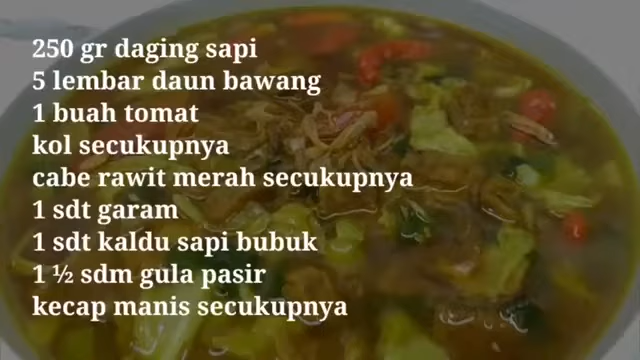 250 gr daging sapi
5 lembar daun bawang
1 buah tomat
kol secukupnya
cabe rawit merah secukupnya
1 sdt garam
1 sdt kaldu sapi bubuk
1 ½ sdm gula pasir
kecap manis secukupnya